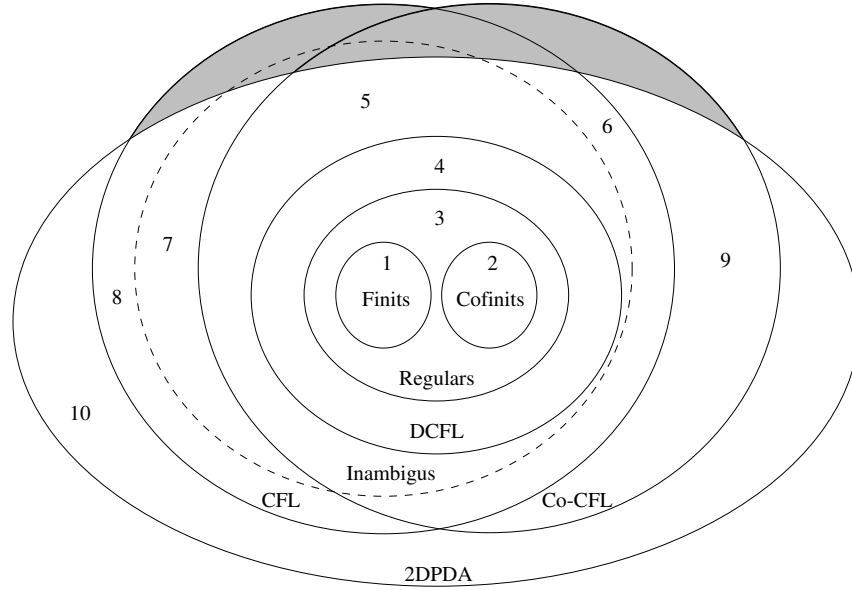 5
6
4
3
7
1
2
9
8
Finits
Cofinits
Regulars
10
DCFL
Inambigus
CFL
Co-CFL
2DPDA